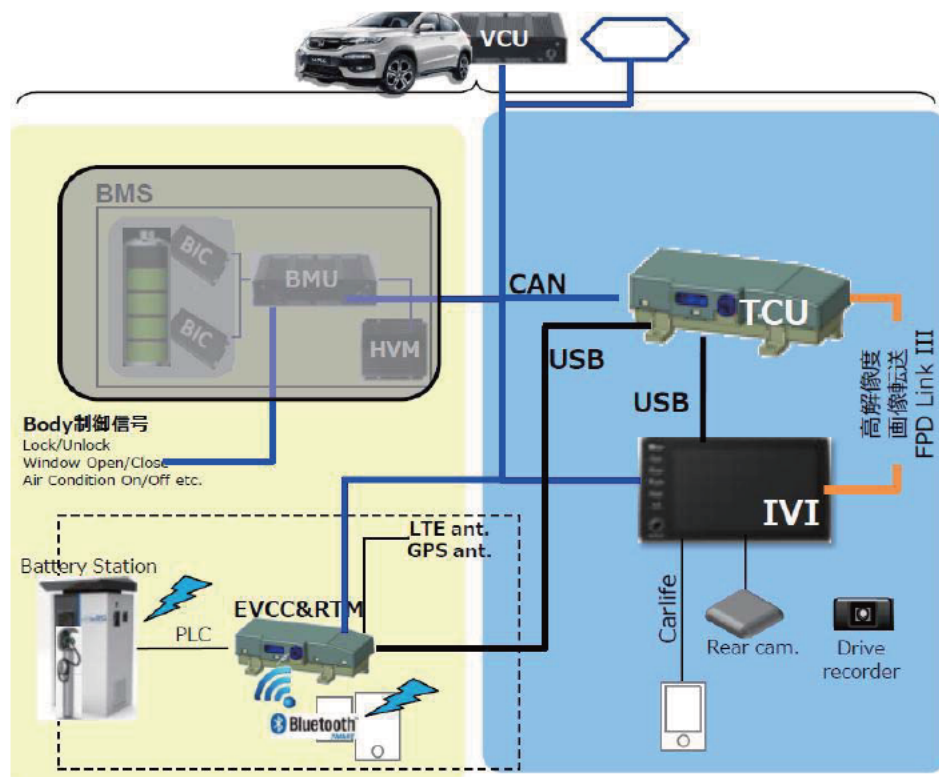 VCU
BMS
BIC
BMU
BIC
HVM
CAN
TCU
USB
USB
高解像度
画像転送
FPD Link III
Body制御信号
Lock/Unlock
Window Open/Close
Air Condition On/Off etc.
IVI
LTE ant.
GPS ant.
Battery Station
EVCC&RTM
PLC
Carlife
Rear cam.
Drive
recorder
Bluetooth
SMART